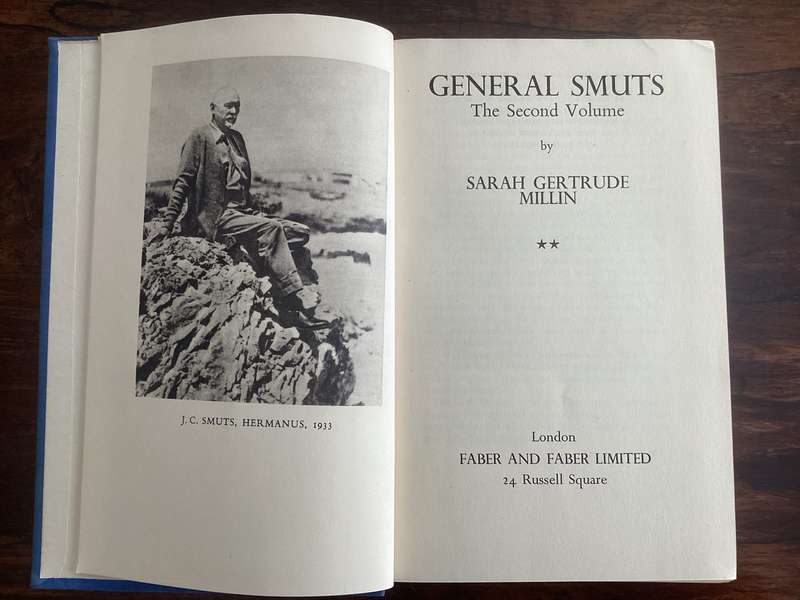 J. C. SMUTS, HERMANUS, 1933
GENERAL SMUTS
The Second Volume
by
SARAH GERTRUDE
MILLIN
★★
London
FABER AND FABER LIMITED
24 Russell Square